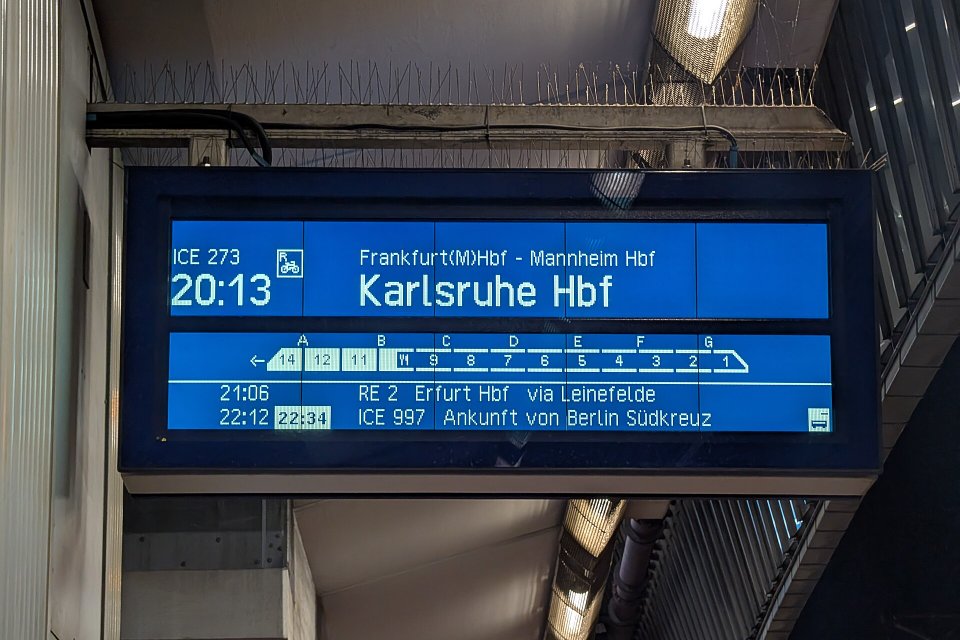 ICE 273
R
Frankfurt(M)Hbf - Mannheim Hbf
20:13
Karlsruhe Hbf
A B C D E F G
← 14 12 11 9 8 7 6 5 4 3 2 1
21:06 RE 2 Erfurt Hbf via Leinefelde
22:12 22:34 ICE 997 Ankunft von Berlin Südkreuz